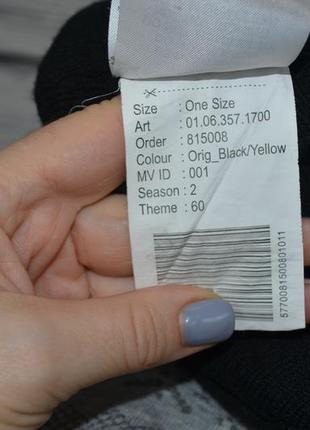 Size : One Size
Art : 01.06.357.1700
Order : 815008
Colour : Orig_Black/Yellow
MV ID : 001
Season : 2
Theme : 60
5770081500801011